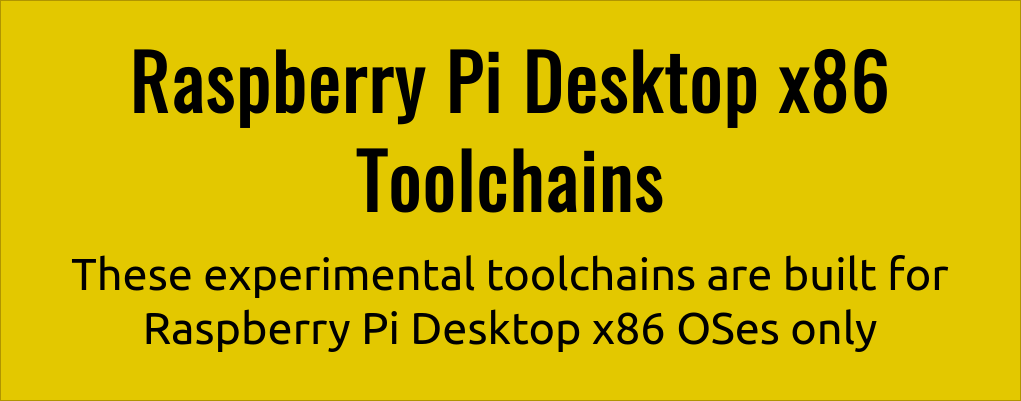 Raspberry Pi Desktop x86
Toolchains
These experimental toolchains are built for
Raspberry Pi Desktop x86 OSes only